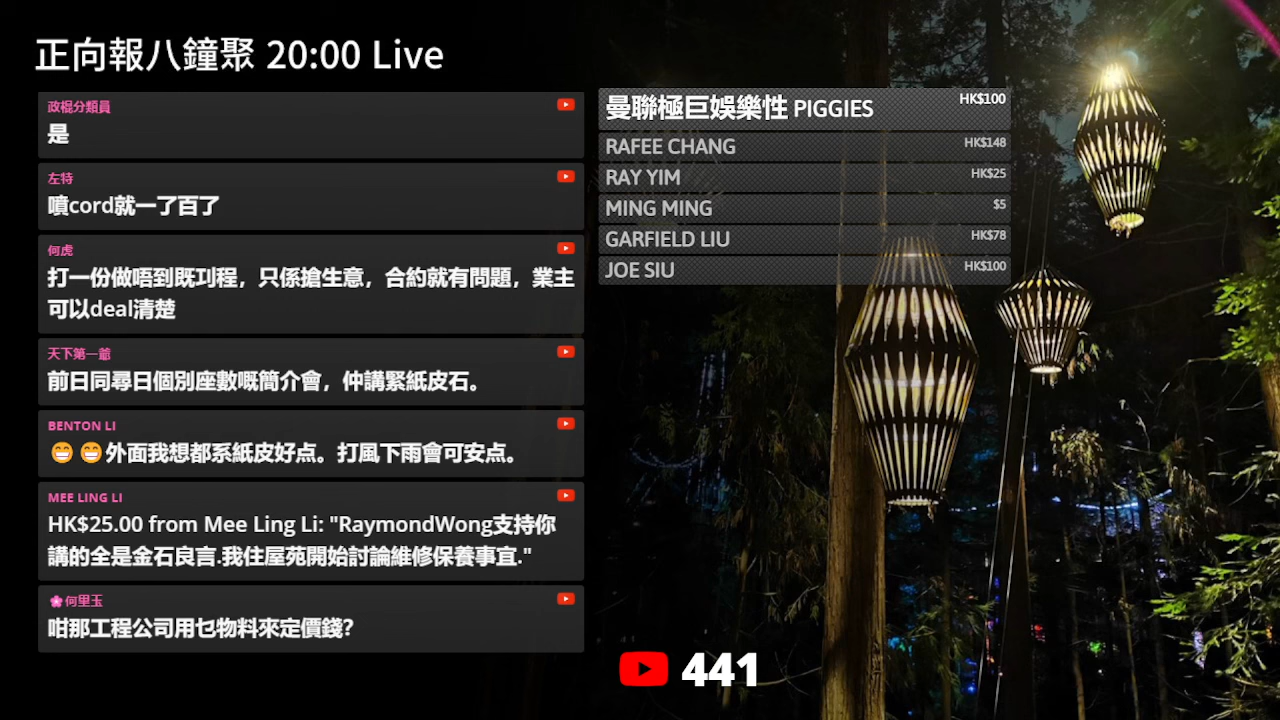 正向報八鐘聚 20:00 Live
政棍分類員
是
左特
噴cord就一了百了
何虎
打一份做唔到既玏程，只係搶生意，合約就有問題，業主
可以deal清楚
天下第一爺
前日同尋日個別座數嘅簡介會，仲講緊紙皮石。
BENTON LI
😁 😁外面我想都系紙皮好点。打風下雨會可安点。
MEE LING LI
HK$25.00 from Mee Ling Li: "RaymondWong支持你
講的全是金石良言.我住屋苑開始討論維修保養事宜."
🌸何里玉
咁那工程公司用乜物料來定價錢?
曼聯極巨娛樂性 PIGGIES HK$100
RAFEE CHANG HK$148
RAY YIM HK$25
MING MING $5
GARFIELD LIU HK$78
JOE SIU HK$100
441